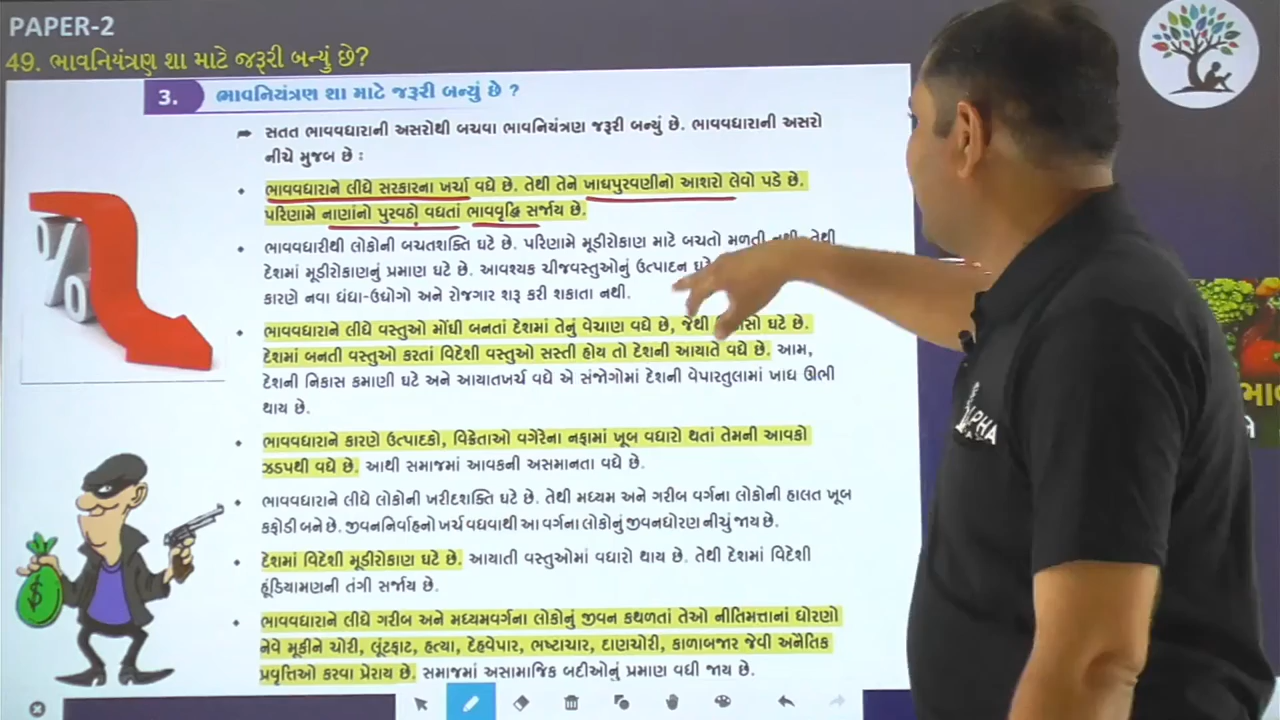 PAPER-2
49. ભાવનિયંત્રણ શા માટે જરૂરી બન્યું છે?
3. ભાવનિયંત્રણ શા માટે જરૂરી બન્યું છે ?
સતત ભાવવધારાની અસરોથી બચવા ભાવનિયંત્રણ જરૂરી બન્યું છે. ભાવવધારાની અસરો
નીચે મુજબ છે :
ભાવવધારાને લીધે સરકારના ખર્ચા વધે છે. તેથી તેને ખાધપુરવણીનો આશરો લેવો પડે છે.
પરિણામે નાણાંનો પુરવઠો વધતાં ભાવવૃદ્ધિ સર્જાય છે.
ભાવવધારીથી લોકોની બચતશક્તિ ઘટે છે. પરિણામે મૂડીરોકાણ માટે બચતો મળતી નથી. તેથી
દેશમાં મૂડીરોકાણનું પ્રમાણ ઘટે છે. આવશ્યક ચીજવસ્તુઓનું ઉત્પાદન
કારણે નવા ધંધા-ઉદ્યોગો અને રોજગાર શરૂ કરી શકાતા નથી.
ભાવવધારાને લીધે વસ્તુઓ મોંઘી બનતાં દેશમાં તેનું વેચાણ વધે છે, જેથી ઘટે છે.
દેશમાં બનતી વસ્તુઓ કરતાં વિદેશી વસ્તુઓ સસ્તી હોય તો દેશની આયાતે વધે છે. આમ,
દેશની નિકાસ કમાણી ઘટે અને આયાતખર્ચ વધે એ સંજોગોમાં દેશની વેપારતુલામાં ખાધ ઊભી
થાય છે.
ભાવવધારાને કારણે ઉત્પાદકો, વિક્રેતાઓ વગેરેના નફામાં ખૂબ વધારો થતાં તેમની આવકો
ઝડપથી વધે છે. આથી સમાજમાં આવકની અસમાનતા વધે છે.
ભાવવધારાને લીધે લોકોની ખરીદશક્તિ ઘટે છે. તેથી મધ્યમ અને ગરીબ વર્ગના લોકોની હાલત ખૂબ
કફોડી બને છે. જીવનનિર્વાહનો ખર્ચ વધવાથી આ વર્ગના લોકોનું જીવનધોરણ નીચું જાય છે.
દેશમાં વિદેશી મૂડીરોકાણ ઘટે છે. આયાતી વસ્તુઓમાં વધારો થાય છે. તેથી દેશમાં વિદેશી
હૂંડિયામણની તંગી સર્જાય છે.
ભાવવધારાને લીધે ગરીબ અને મધ્યમવર્ગના લોકોનું જીવન કથળતાં તેઓ નીતિમત્તાનાં ધોરણો
નેવે મૂકીને ચોરી, લૂંટફાટ, હત્યા, દેહવેપાર, ભષ્ટાચાર, દાણચોરી, કાળાબજાર જેવી અનૈતિક
પ્રવૃત્તિઓ કરવા પ્રેરાય છે. સમાજમાં અસામાજિક બદીઓનું પ્રમાણ વધી જાય છે.